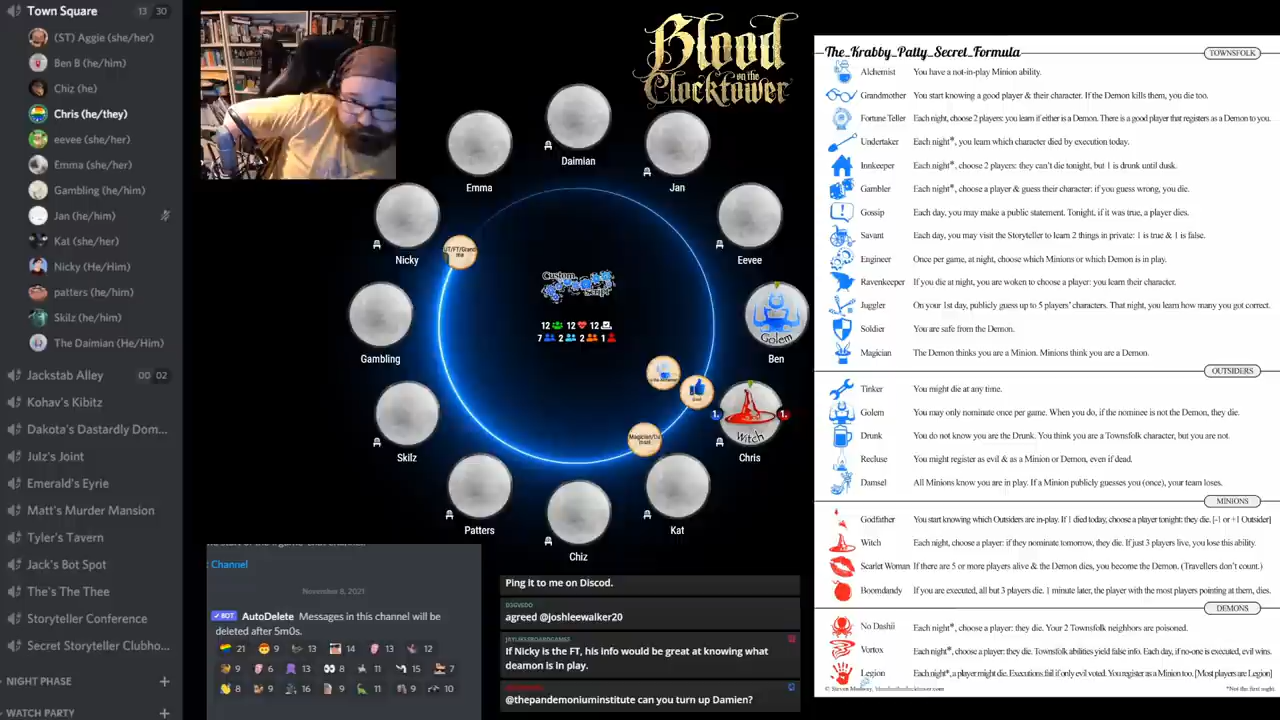 Town Square
13 30
(ST) Aggie (she/her)
Ben B (he/him)
Chiz (he)
Chris (he/they)
eevee (she/her)
Emma (she/her)
Gambling (he/him)
Jan (he/him)
Kat (she/her)
Nicky (He/Him)
patters (he/him)
Skilz (he/him)
The Daimian (He/Him)
Jackstab Alley
00 02
Kohav's Kibitz
Dakata's Dastardly Dom...
Julz's Joint
Emerald's Eyrie
Matt's Murder Mansion
Tyler's Tavern
Jack's Bot Spot
The's The Thee
Storyteller Conference
Secret Storyteller Clubho...
NIGHT PHASE
WATCH PARTY
Blood
on the
Clocktower
Daimian
Emma
Jan
Nicky
Eevee
Gambling
Golem
Ben
Skilz
Witch
Chris
Patters
Kat
Chiz
Custom
Script
12 12 12
7 2 2 1
Channel
November 8, 2021
BOT AutoDelete Messages in this channel will be
deleted after 5m0s.
21 9 13 14 13 12
9 6 13 8 11 15 7
8 9 16 9 11 9 10
Ping it to me on Discod.
agreed @joshleewalker20
If Nicky is the FT, his info would be great at knowing what
deamon is in play.
@thepandemoniuminstitute can you turn up Damien?
The_Krabby_Patty_Secret_Formula
TOWNSFOLK
Alchemist You have a not-in-play Minion ability.
Grandmother You start knowing a good player & their character. If the Demon kills them, you die too.
Fortune Teller Each night, choose 2 players: you learn if either is a Demon. There is a good player that registers as a Demon to you.
Undertaker Each night*, you learn which character died by execution today.
Innkeeper Each night*, choose 2 players: they can't die tonight, but 1 is drunk until dusk.
Gambler Each night*, choose a player & guess their character: if you guess wrong, you die.
Gossip Each day, you may make a public statement. Tonight, if it was true, a player dies.
Savant Each day, you may visit the Storyteller to learn 2 things in private: 1 is true & 1 is false.
Engineer Once per game, at night, choose which Minions or which Demon is in play.
Ravenkeeper If you die at night, you are woken to choose a player: you learn their character.
Juggler On your 1st day, publicly guess up to 5 players' characters. That night, you learn how many you got correct.
Soldier You are safe from the Demon.
Magician The Demon thinks you are a Minion. Minions think you are a Demon.
OUTSIDERS
Tinker You might die at any time.
Golem You may only nominate once per game. When you do, if the nominee is not the Demon, they die.
Drunk You do not know you are the Drunk. You think you are a Townsfolk character, but you are not.
Recluse You might register as evil & as a Minion or Demon, even if dead.
Damsel All Minions know you are in play. If a Minion publicly guesses you (once), your team loses.
MINIONS
Godfather You start knowing which Outsiders are in-play. If 1 died today, choose a player tonight: they die. [-1 or +1 Outsider]
Witch Each night, choose a player: if they nominate tomorrow, they die. If just 3 players live, you lose this ability.
Scarlet Woman If there are 5 or more players alive & the Demon dies, you become the Demon. (Travellers don't count.)
Boomdandy If you are executed, all but 3 players die. 1 minute later, the player with the most players pointing at them, dies.
DEMONS
No Dashii Each night*, choose a player: they die. Your 2 Townsfolk neighbors are poisoned.
Vortox Each night*, choose a player: they die. Townsfolk abilities yield false info. Each day, if no-one is executed, evil wins.
Legion Each night*, a player might die. Executions fail if only evil voted. You register as a Minion too. [Most players are Legion]
*Not the first night.